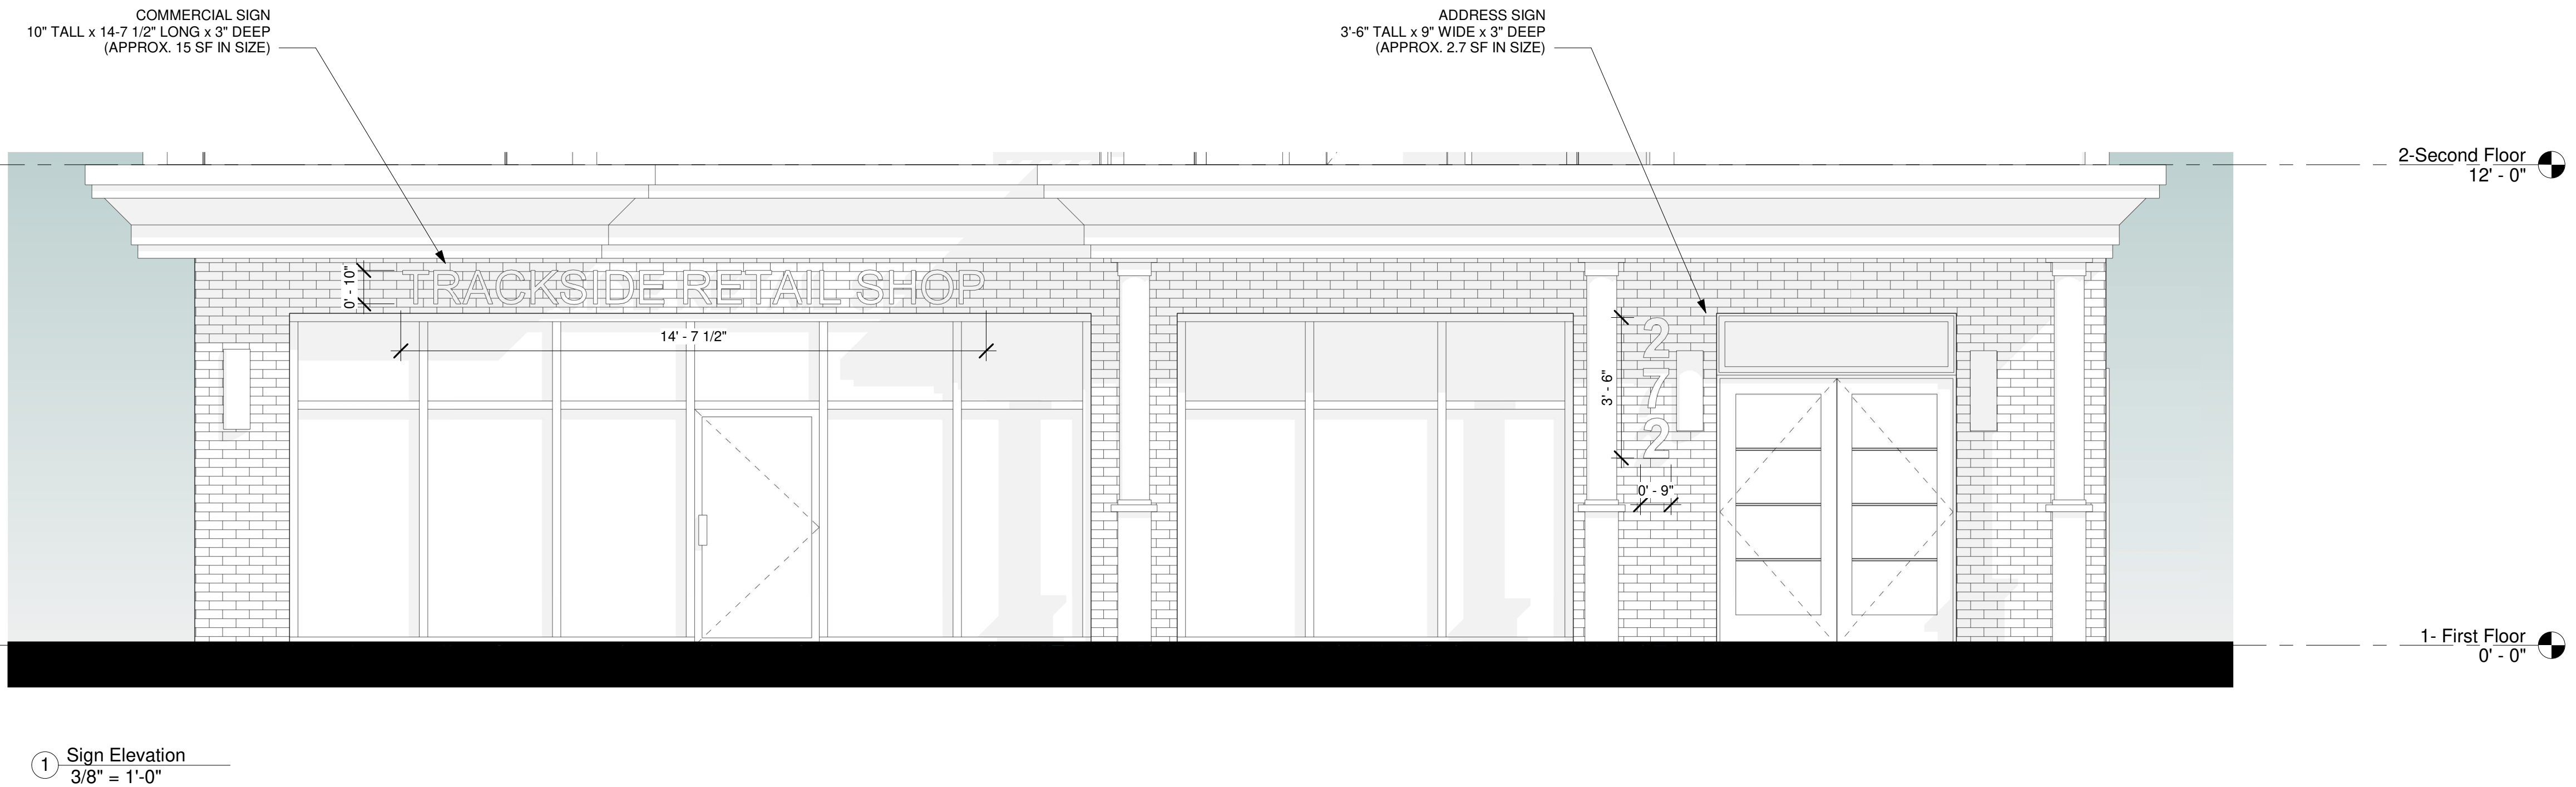 COMMERCIAL SIGN
10" TALL x 14-7 1/2" LONG x 3" DEEP
(APPROX. 15 SF IN SIZE)
ADDRESS SIGN
3'-6" TALL x 9" WIDE x 3" DEEP
(APPROX. 2.7 SF IN SIZE)
2-Second Floor
12' - 0"
0' - 10"
TRACKSIDE RETAIL SHOP
14' - 7 1/2"
3' - 6"
2
7
2
0' - 9"
1- First Floor
0' - 0"
1
Sign Elevation
3/8" = 1'-0"